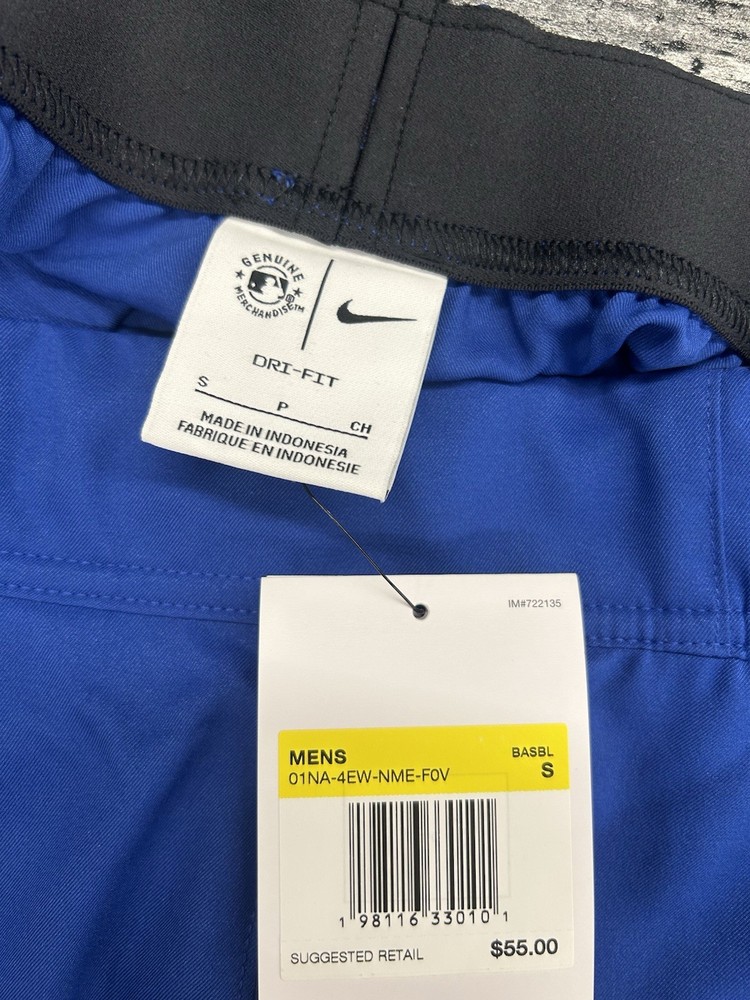 GENUINE
MERCHANDISE™
®
DRI-FIT
S P CH
MADE IN INDONESIA
FABRIQUE EN INDONESIE
IM#722135
MENS BASBL
01NA-4EW-NME-F0V S
1 98116 33010 1
SUGGESTED RETAIL $55.00